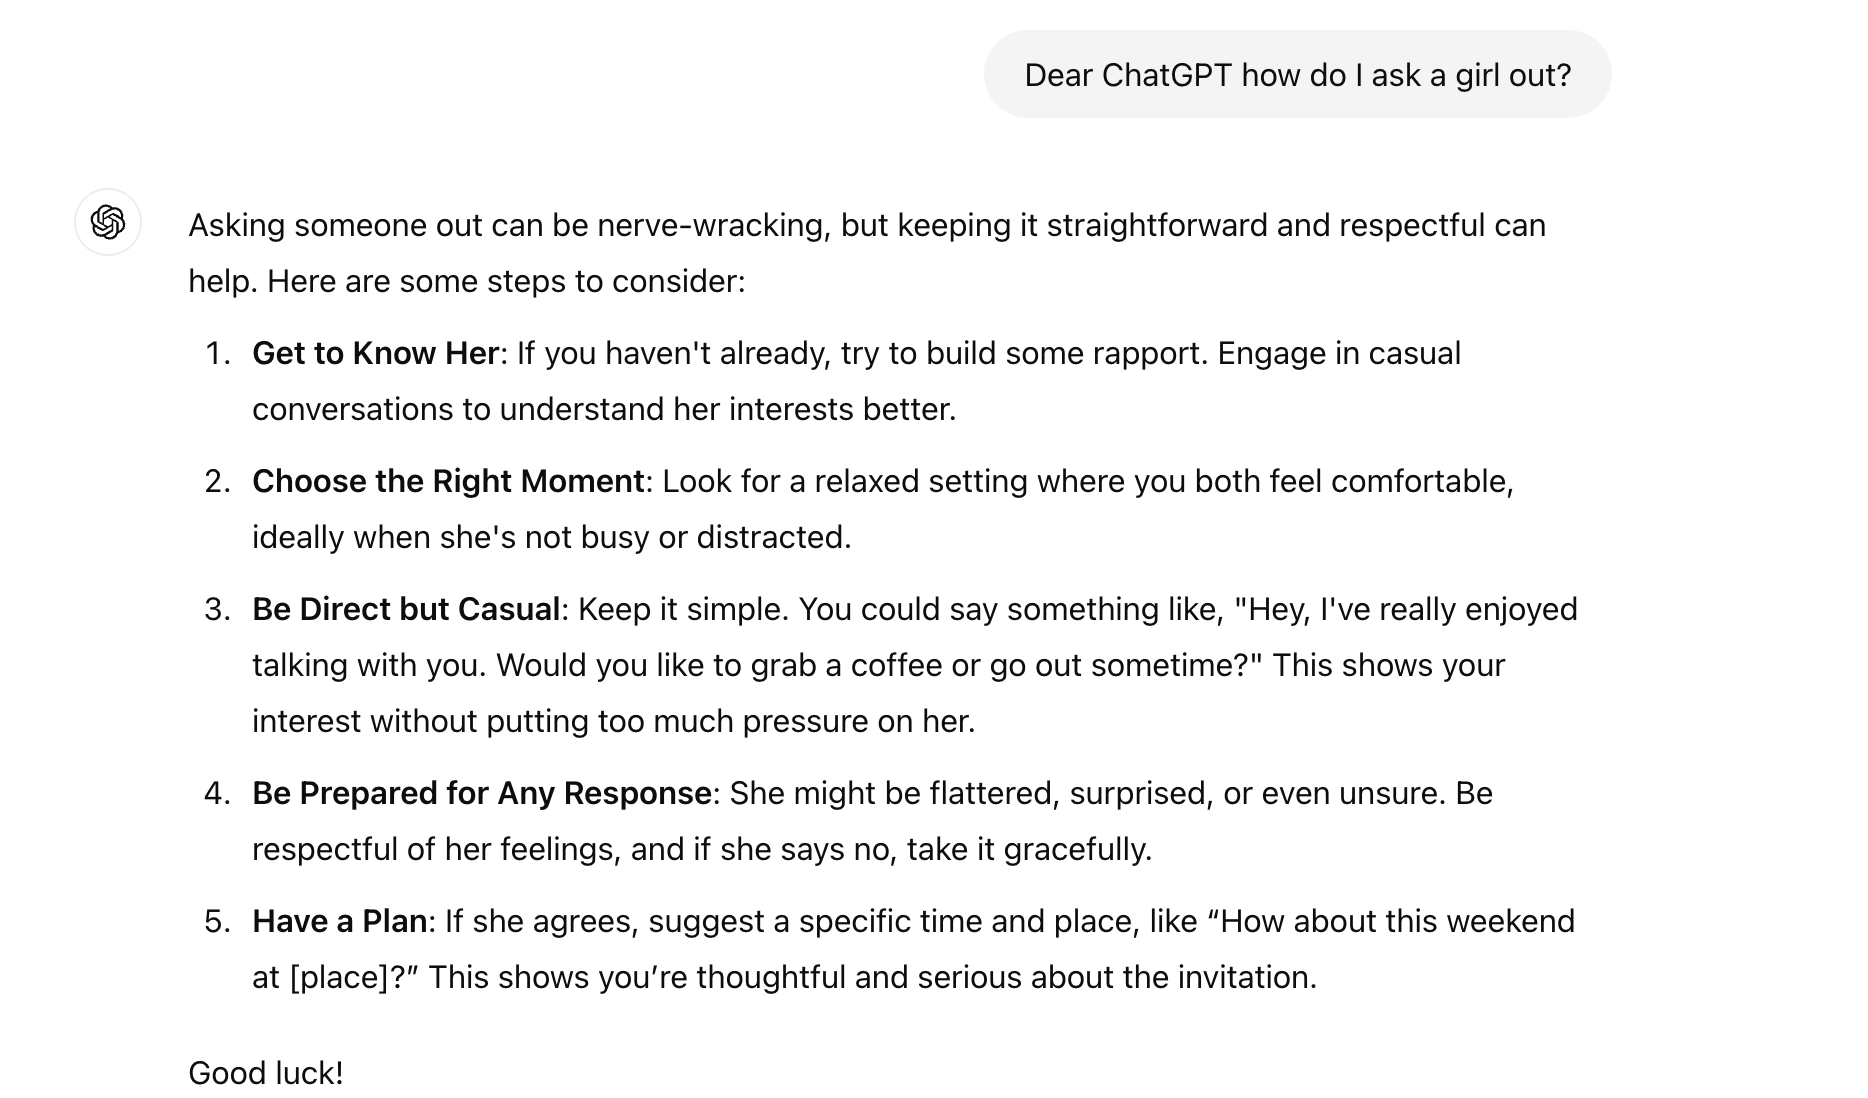 Dear ChatGPT how do I ask a girl out?
Asking someone out can be nerve-wracking, but keeping it straightforward and respectful can
help. Here are some steps to consider:
1. Get to Know Her: If you haven't already, try to build some rapport. Engage in casual
conversations to understand her interests better.
2. Choose the Right Moment: Look for a relaxed setting where you both feel comfortable,
ideally when she's not busy or distracted.
3. Be Direct but Casual: Keep it simple. You could say something like, "Hey, I've really enjoyed
talking with you. Would you like to grab a coffee or go out sometime?" This shows your
interest without putting too much pressure on her.
4. Be Prepared for Any Response: She might be flattered, surprised, or even unsure. Be
respectful of her feelings, and if she says no, take it gracefully.
5. Have a Plan: If she agrees, suggest a specific time and place, like “How about this weekend
at [place]?” This shows you’re thoughtful and serious about the invitation.
Good luck!